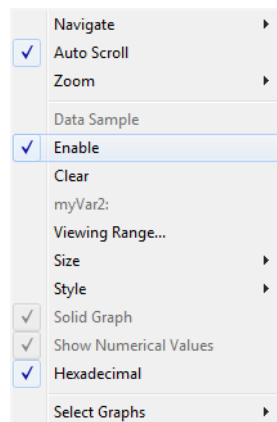 Navigate
Auto Scroll
Zoom
Data Sample
Enable
Clear
myVar2:
Viewing Range...
Size
Style
Solid Graph
Show Numerical Values
Hexadecimal
Select Graphs